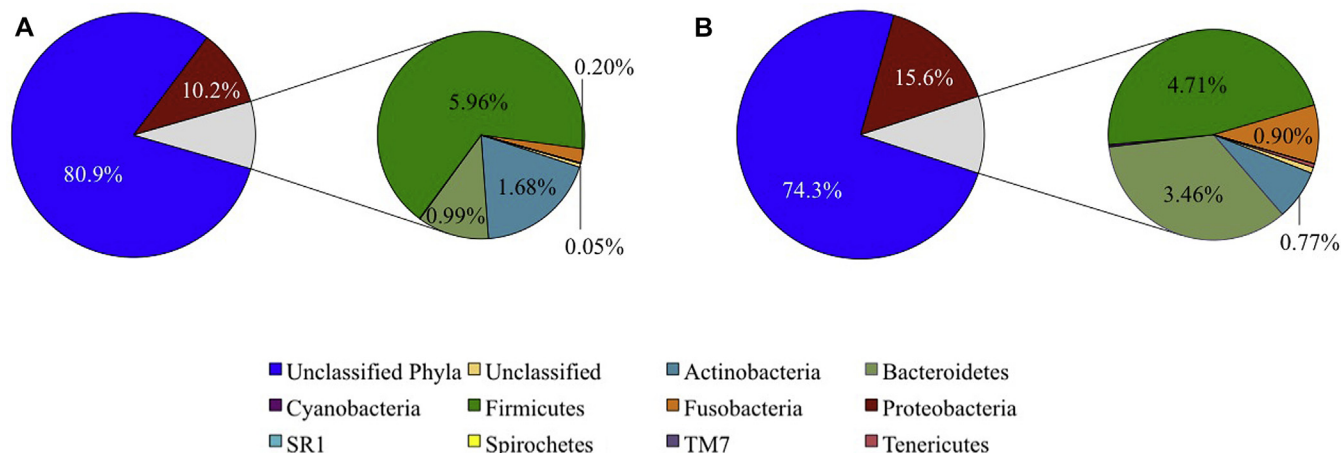 A
B
10.2%
80.9%
5.96%
0.20%
1.68%
0.99%
0.05%
15.6%
74.3%
4.71%
0.90%
3.46%
0.77%
Unclassified Phyla Unclassified Actinobacteria Bacteroidetes
Cyanobacteria Firmicutes Fusobacteria Proteobacteria
SR1 Spirochetes TM7 Tenericutes